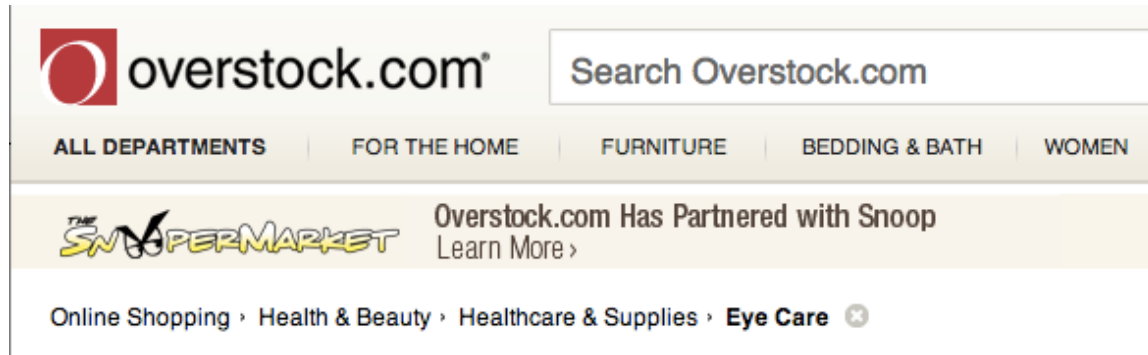 overstock.com®
Search Overstock.com
ALL DEPARTMENTS FOR THE HOME FURNITURE BEDDING & BATH WOMEN
THE SNOOPERMARKET
Overstock.com Has Partnered with Snoop
Learn More ›
Online Shopping › Health & Beauty › Healthcare & Supplies › Eye Care